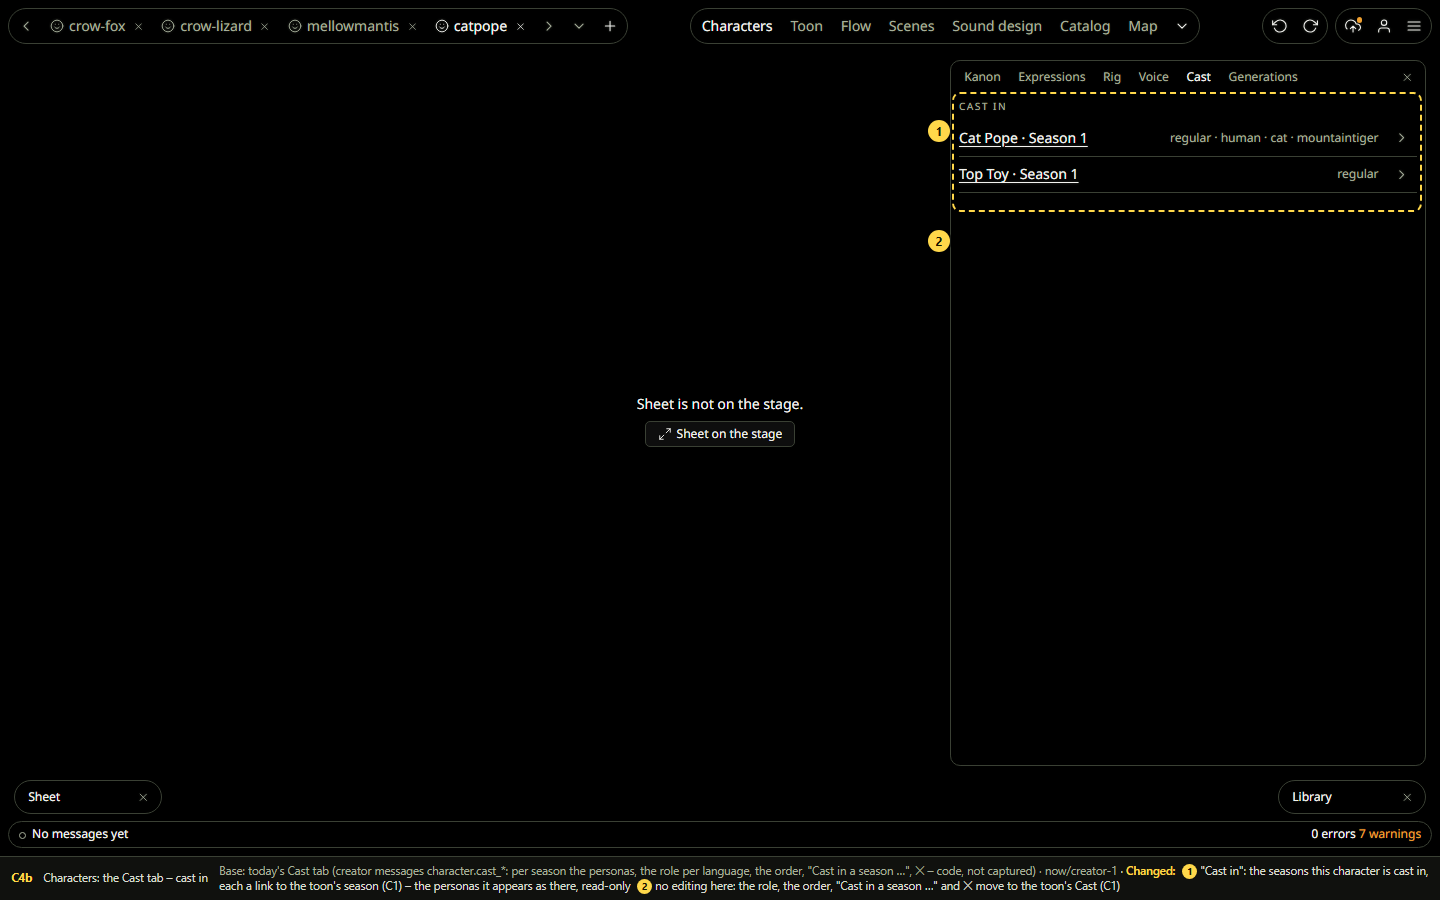 crow-fox crow-lizard mellowmantis catpope
Characters Toon Flow Scenes Sound design Catalog Map
Kanon Expressions Rig Voice Cast Generations
CAST IN
1
Cat Pope · Season 1 regular · human · cat · mountaintiger
Top Toy · Season 1 regular
2
Sheet is not on the stage.
Sheet on the stage
Sheet
Library
No messages yet
0 errors 7 warnings
C4b Characters: the Cast tab – cast in
Base: today's Cast tab (creator messages character.cast_*: per season the personas, the role per language, the order, "Cast in a season ...", ✕ – code, not captured) · now/creator-1 · Changed: 1 "Cast in": the seasons this character is cast in,
each a link to the toon's season (C1) – the personas it appears as there, read-only 2 no editing here: the role, the order, "Cast in a season ..." and ✕ move to the toon's Cast (C1)